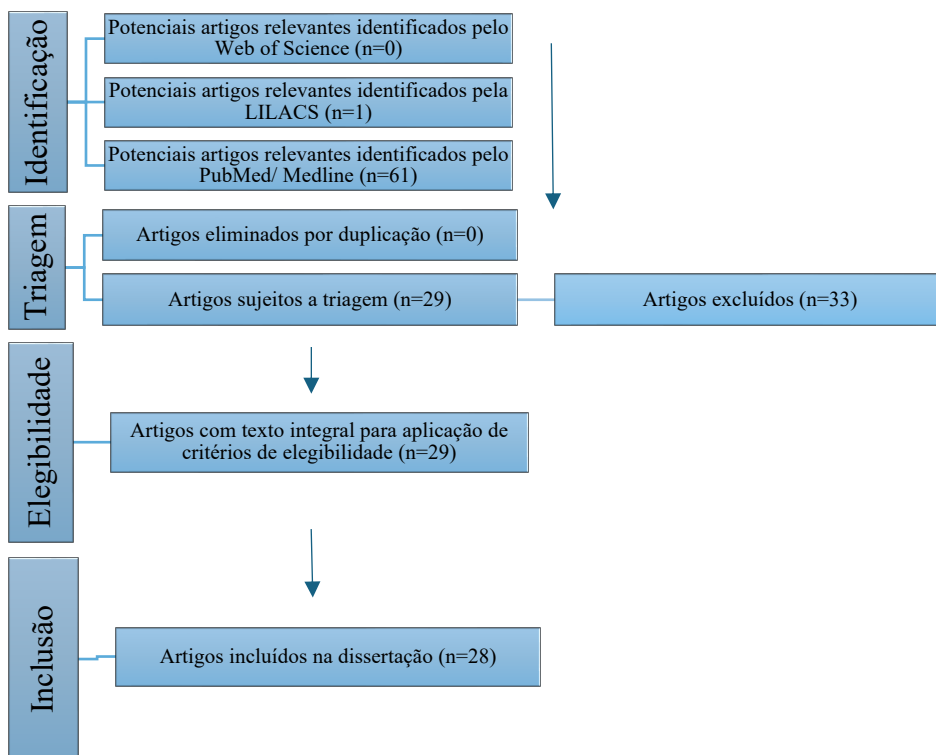 Identificação
Potenciais artigos relevantes identificados pelo
Web of Science (n=0)
Potenciais artigos relevantes identificados pela
LILACS (n=1)
Potenciais artigos relevantes identificados pelo
PubMed/ Medline (n=61)
Triagem
Artigos eliminados por duplicação (n=0)
Artigos sujeitos a triagem (n=29)
Artigos excluídos (n=33)
Elegibilidade
Artigos com texto integral para aplicação de
critérios de elegibilidade (n=29)
Inclusão
Artigos incluídos na dissertação (n=28)